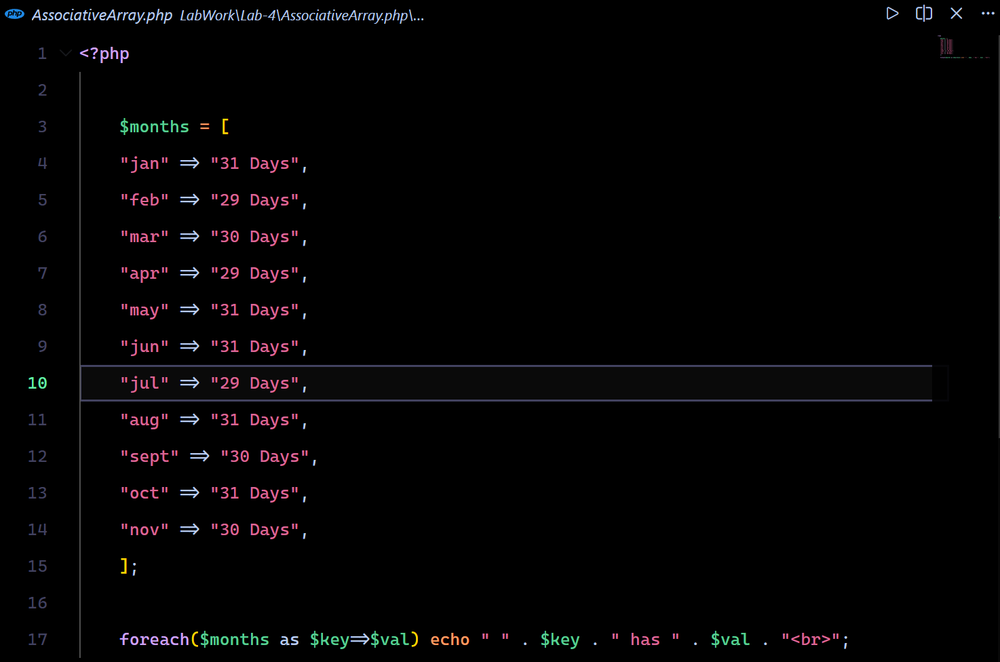 php AssociativeArray.php LabWork\Lab-4\AssociativeArray.php\...
1 <?php
2
3 $months = [
4 "jan" => "31 Days",
5 "feb" => "29 Days",
6 "mar" => "30 Days",
7 "apr" => "29 Days",
8 "may" => "31 Days",
9 "jun" => "31 Days",
10 "jul" => "29 Days",
11 "aug" => "31 Days",
12 "sept" => "30 Days",
13 "oct" => "31 Days",
14 "nov" => "30 Days",
15 ];
16
17 foreach($months as $key=>$val) echo " " . $key . " has " . $val . "<br>";